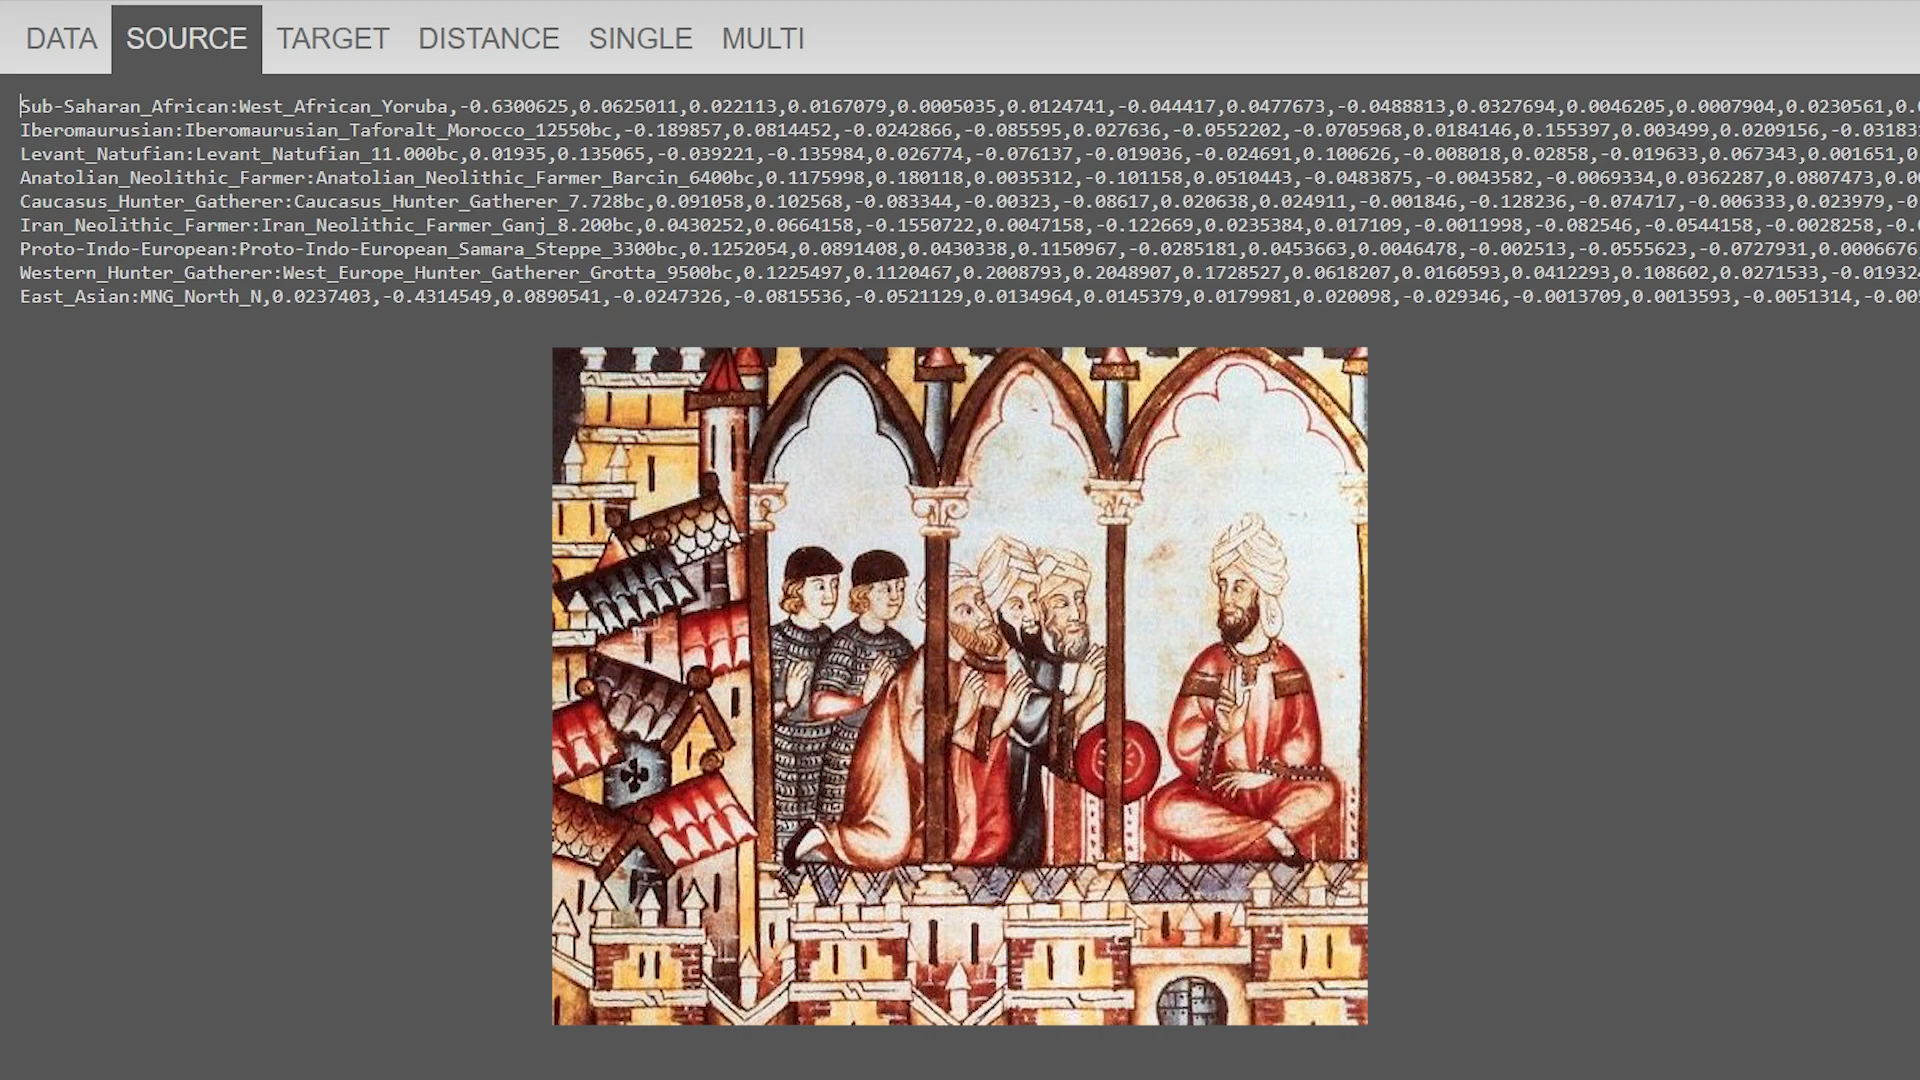 DATA SOURCE TARGET DISTANCE SINGLE MULTI
Sub-Saharan_African:West_African_Yoruba,-0.6300625,0.0625011,0.022113,0.0167079,0.0005035,0.0124741,-0.044417,0.0477673,-0.0488813,0.0327694,0.0046205,0.0007904,0.0230561,0.
Iberomaurusian:Iberomaurusian_Taforalt_Morocco_12550bc,-0.189857,0.0814452,-0.0242866,-0.085595,0.027636,-0.0552202,-0.0705968,0.0184146,0.155397,0.003499,0.0209156,-0.03183
Levant_Natufian:Levant_Natufian_11.000bc,0.01935,0.135065,-0.039221,-0.135984,0.026774,-0.076137,-0.019036,-0.024691,0.100626,-0.008018,0.02858,-0.019633,0.067343,0.001651,0
Anatolian_Neolithic_Farmer:Anatolian_Neolithic_Farmer_Barcin_6400bc,0.1175998,0.180118,0.0035312,-0.101158,0.0510443,-0.0483875,-0.0043582,-0.0069334,0.0362287,0.0807473,0.00
Caucasus_Hunter_Gatherer:Caucasus_Hunter_Gatherer_7.728bc,0.091058,0.102568,-0.083344,-0.00323,-0.08617,0.020638,0.024911,-0.001846,-0.128236,-0.074717,-0.006333,0.023979,-0
Iran_Neolithic_Farmer:Iran_Neolithic_Farmer_Ganj_8.200bc,0.0430252,0.0664158,-0.1550722,0.0047158,-0.122669,0.0235384,0.017109,-0.0011998,-0.082546,-0.0544158,-0.0028258,-0.
Proto-Indo-European:Proto-Indo-European_Samara_Steppe_3300bc,0.1252054,0.0891408,0.0430338,0.1150967,-0.0285181,0.0453663,0.0046478,-0.002513,-0.0555623,-0.0727931,0.0006676
Western_Hunter_Gatherer:West_Europe_Hunter_Gatherer_Grotta_9500bc,0.1225497,0.1120467,0.2008793,0.2048907,0.1728527,0.0618207,0.0160593,0.0412293,0.108602,0.0271533,-0.01932
East_Asian:MNG_North_N,0.0237403,-0.4314549,0.0890541,-0.0247326,-0.0815536,-0.0521129,0.0134964,0.0145379,0.0179981,0.020098,-0.029346,-0.0013709,0.0013593,-0.0051314,-0.00